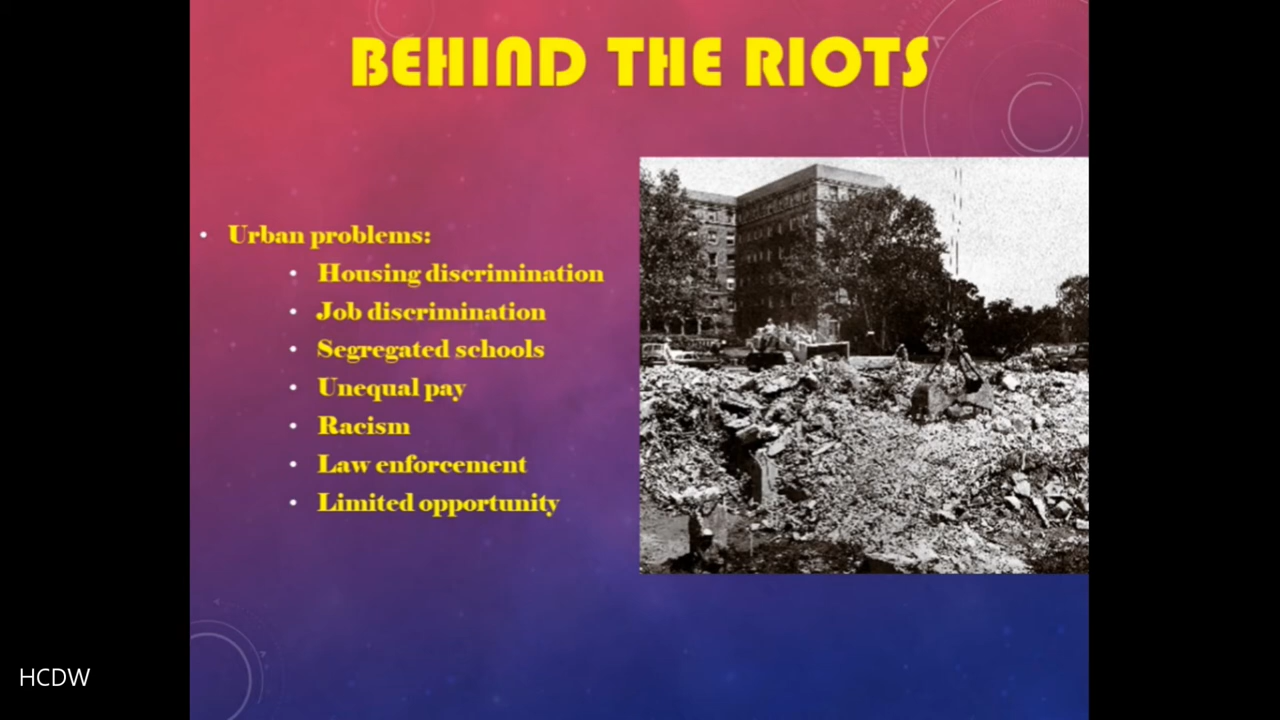 BEHIND THE RIOTS
Urban problems:
Housing discrimination
Job discrimination
Segregated schools
Unequal pay
Racism
Law enforcement
Limited opportunity
HCDW